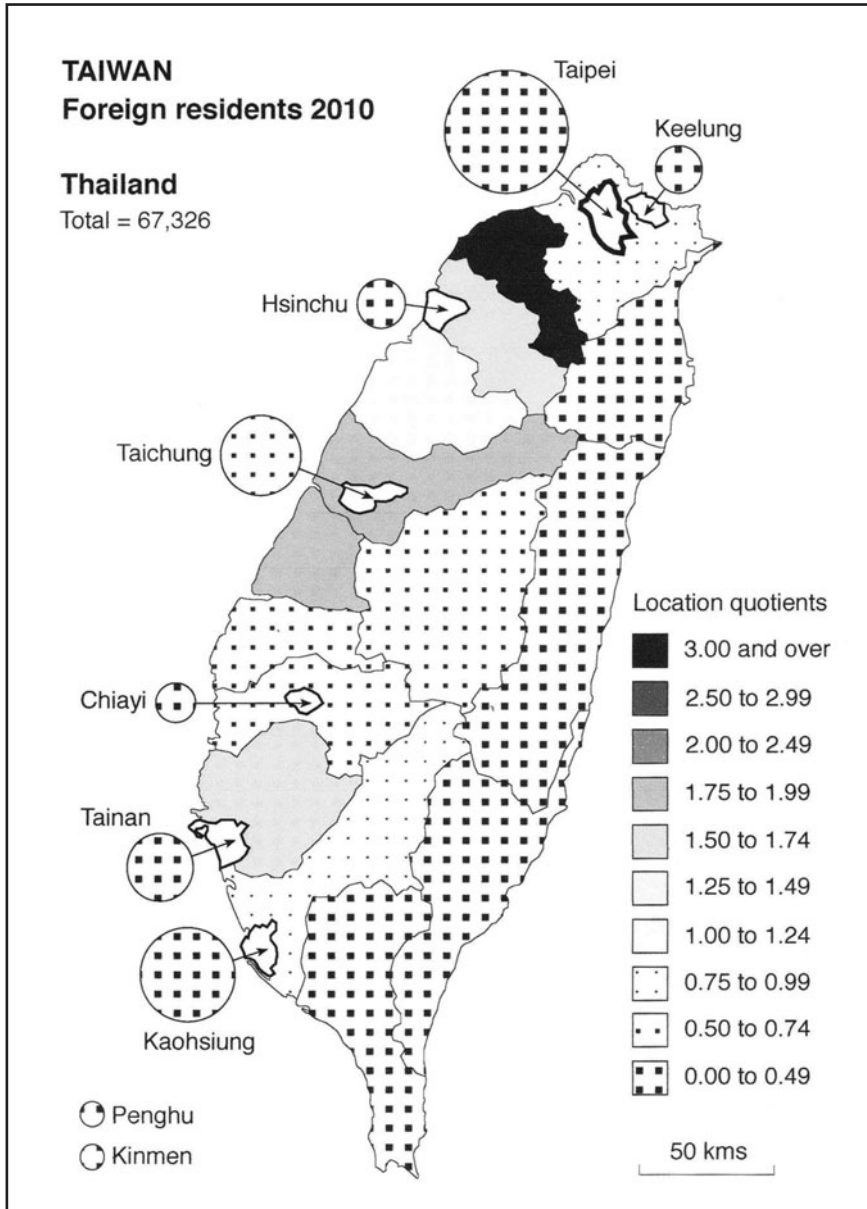 TAIWAN
Foreign residents 2010
Thailand
Total = 67,326
Taipei
Keelung
Hsinchu
Taichung
Chiayi
Tainan
Kaohsiung
Penghu
Kinmen
Location quotients
3.00 and over
2.50 to 2.99
2.00 to 2.49
1.75 to 1.99
1.50 to 1.74
1.25 to 1.49
1.00 to 1.24
0.75 to 0.99
0.50 to 0.74
0.00 to 0.49
50 kms